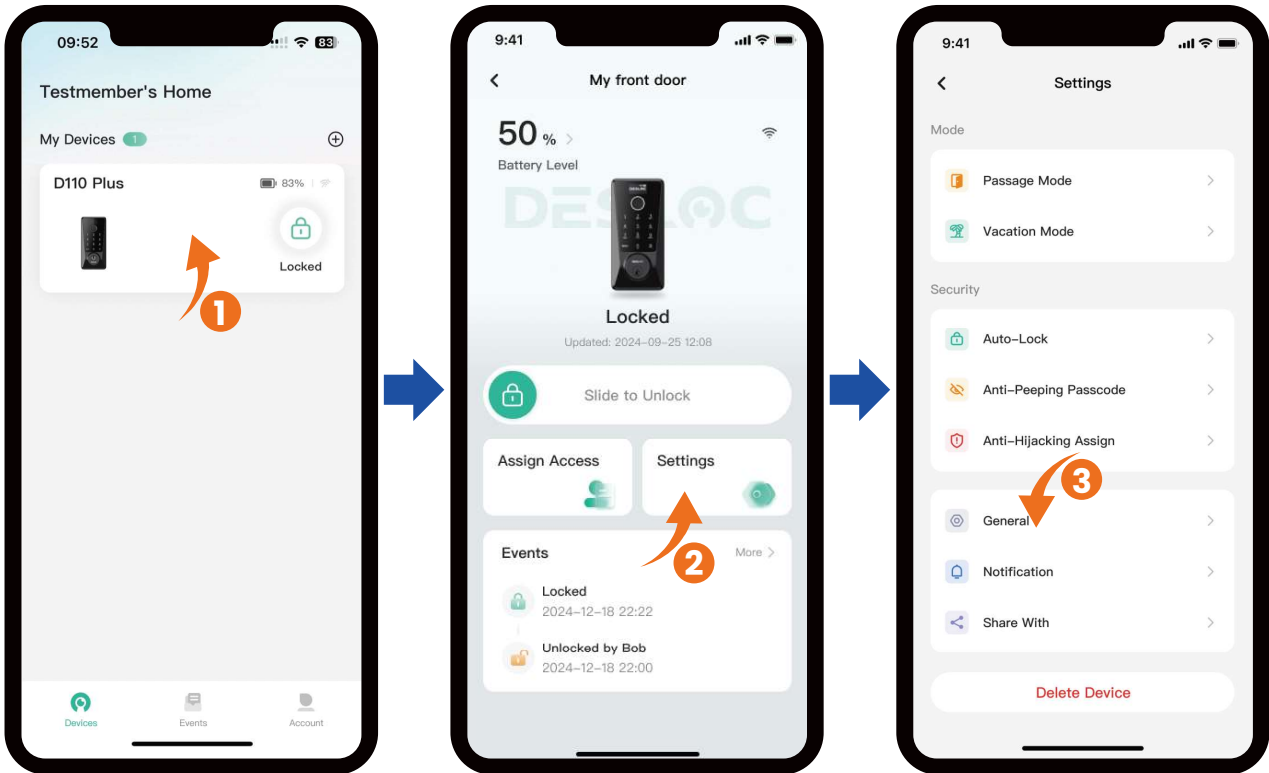 09:52
83
Testmember's Home
My Devices 1
D110 Plus
83%
Locked
1
Devices
Events
Account
9:41
My front door
50 %
Battery Level
DESLOC
Locked
Updated: 2024-09-25 12:08
Slide to Unlock
Assign Access
Settings
2
Events
More
Locked
2024-12-18 22:22
Unlocked by Bob
2024-12-18 22:00
9:41
Settings
Mode
Passage Mode
Vacation Mode
Security
Auto-Lock
Anti-Peeping Passcode
Anti-Hijacking Assign
3
General
Notification
Share With
Delete Device